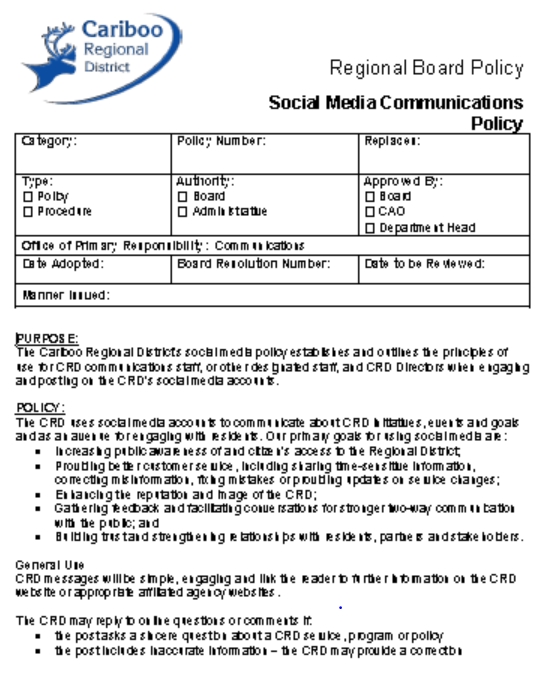 Cariboo
Regional
District
Regional Board Policy
Social Media Communications
Policy
Category: Policy Number: Replaces:
Type: Authority: Approved By:
☐ Policy ☐ Board ☐ Board
☐ Procedure ☐ Administrative ☐ CAO
☐ Department Head
Office of Primary Responsibility: Communications
Date Adopted: Board Resolution Number: Date to be Reviewed:
Manner Issued:
PURPOSE:
The Cariboo Regional District's social media policy establishes and outlines the principles of
use for CRD communications staff, or other designated staff, and CRD Directors when engaging
and posting on the CRD's social media accounts.
POLICY:
The CRD uses social media accounts to communicate about CRD initiatives, events and goals
and as an avenue for engaging with residents. Our primary goals for using social media are:
• Increasing public awareness of and citizen's access to the Regional District;
• Providing better customer service, including sharing time-sensitive information,
correcting misinformation, fixing mistakes or providing updates on service changes;
• Enhancing the reputation and image of the CRD;
• Gathering feedback and facilitating conversations for stronger two-way communication
with the public; and
• Building trust and strengthening relationships with residents, partners and stakeholders.
General Use
CRD messages will be simple, engaging and link the reader to further information on the CRD
website or appropriate affiliated agency websites.
The CRD may reply to online questions or comments if:
• the post asks a sincere question about a CRD service, program or policy
• the post includes inaccurate information – the CRD may provide a correction